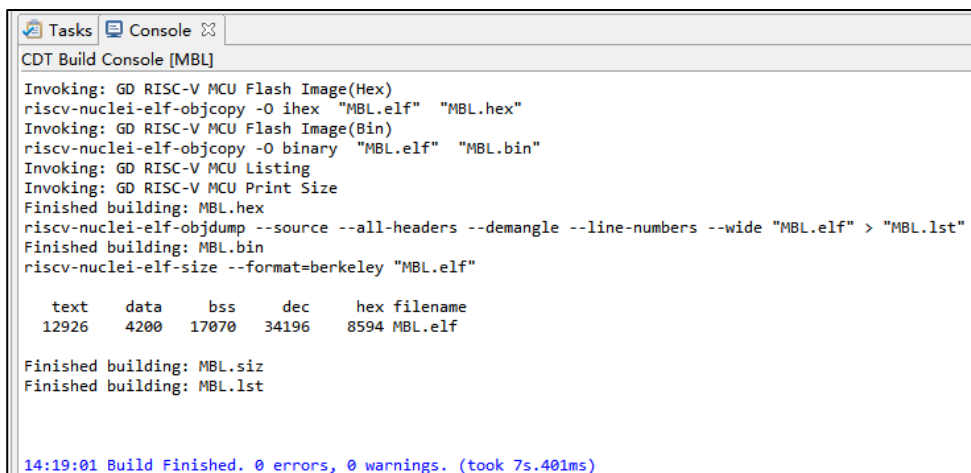 Tasks Console
CDT Build Console [MBL]
Invoking: GD RISC-V MCU Flash Image(Hex)
riscv-nuclei-elf-objcopy -O ihex  "MBL.elf"  "MBL.hex"
Invoking: GD RISC-V MCU Flash Image(Bin)
riscv-nuclei-elf-objcopy -O binary  "MBL.elf"  "MBL.bin"
Invoking: GD RISC-V MCU Listing
Invoking: GD RISC-V MCU Print Size
Finished building: MBL.hex
riscv-nuclei-elf-objdump --source --all-headers --demangle --line-numbers --wide "MBL.elf" > "MBL.lst"
Finished building: MBL.bin
riscv-nuclei-elf-size --format=berkeley "MBL.elf"
   text    data     bss     dec     hex filename
  12926    4200   17070   34196    8594 MBL.elf
Finished building: MBL.siz
Finished building: MBL.lst
14:19:01 Build Finished. 0 errors, 0 warnings. (took 7s.401ms)